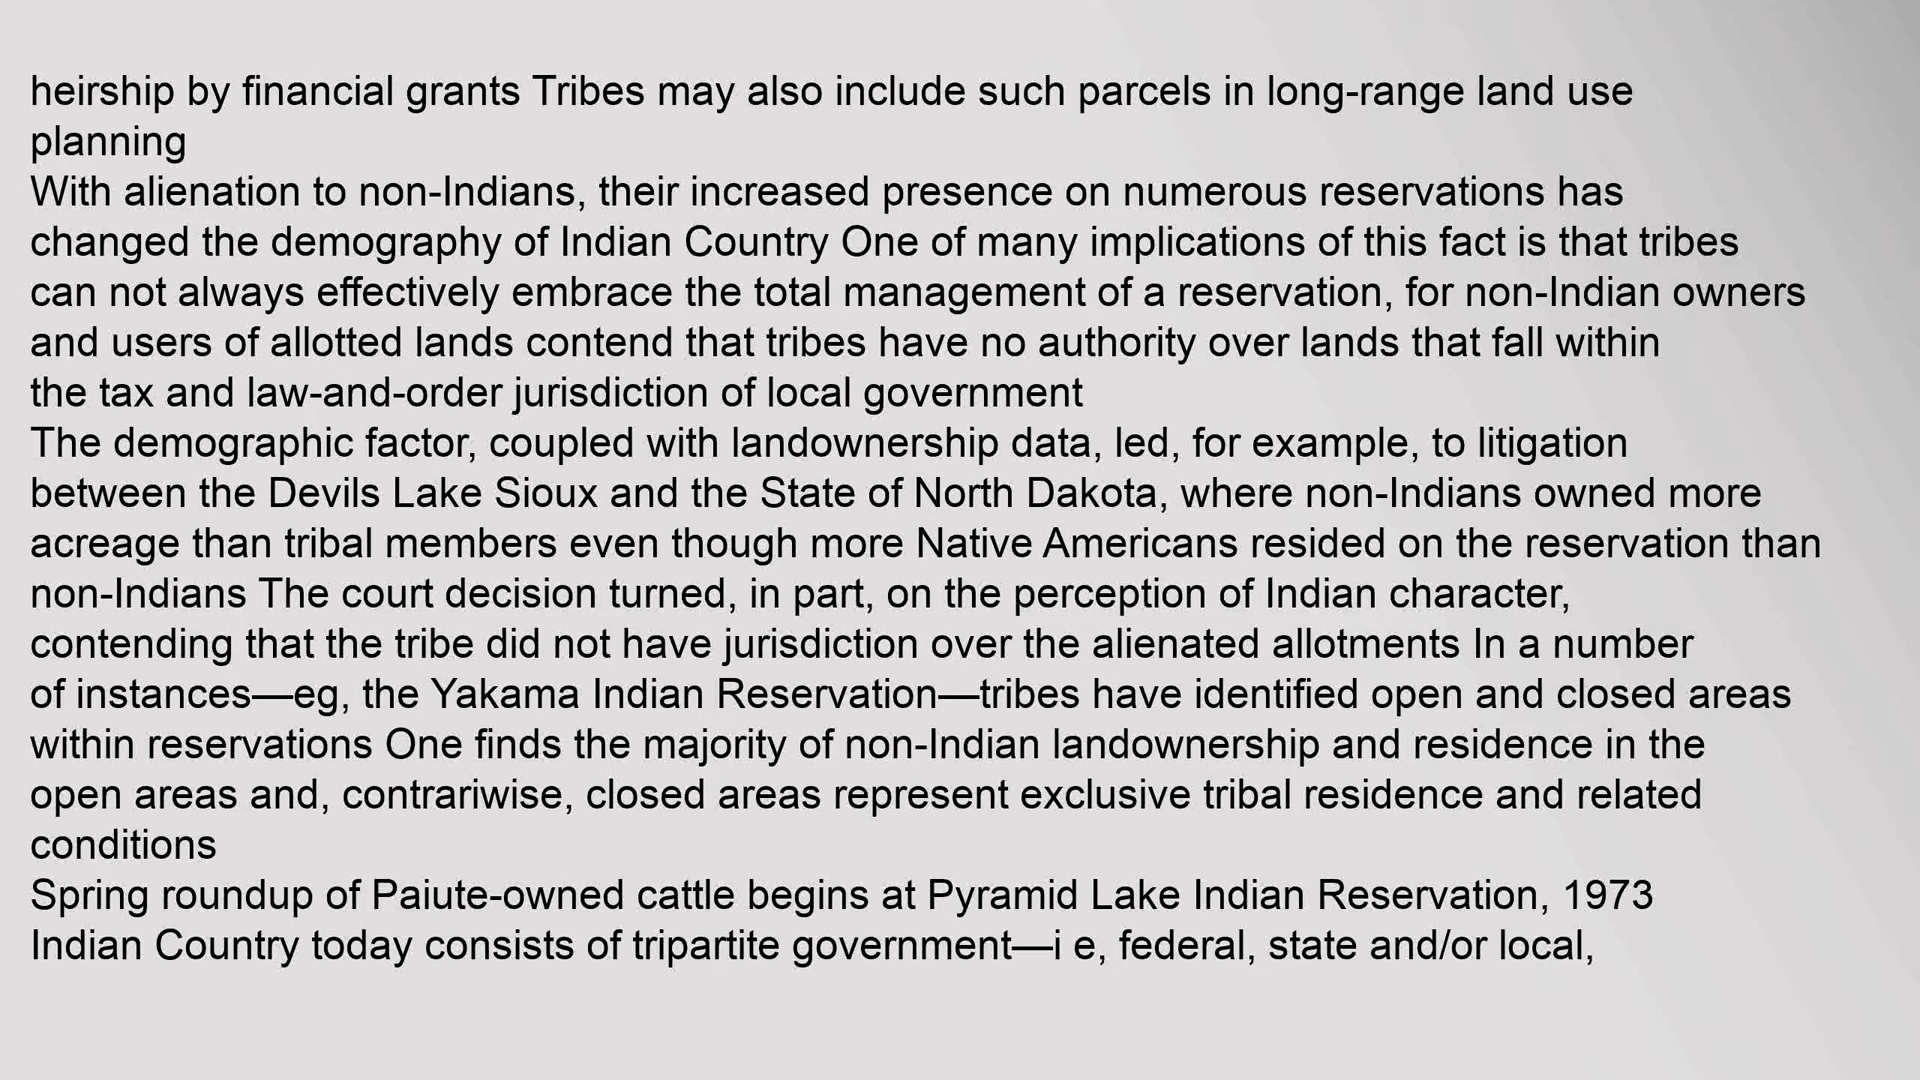 heirship by financial grants Tribes may also include such parcels in long-range land use
planning
With alienation to non-Indians, their increased presence on numerous reservations has
changed the demography of Indian Country One of many implications of this fact is that tribes
can not always effectively embrace the total management of a reservation, for non-Indian owners
and users of allotted lands contend that tribes have no authority over lands that fall within
the tax and law-and-order jurisdiction of local government
The demographic factor, coupled with landownership data, led, for example, to litigation
between the Devils Lake Sioux and the State of North Dakota, where non-Indians owned more
acreage than tribal members even though more Native Americans resided on the reservation than
non-Indians The court decision turned, in part, on the perception of Indian character,
contending that the tribe did not have jurisdiction over the alienated allotments In a number
of instances—eg, the Yakama Indian Reservation—tribes have identified open and closed areas
within reservations One finds the majority of non-Indian landownership and residence in the
open areas and, contrariwise, closed areas represent exclusive tribal residence and related
conditions
Spring roundup of Paiute-owned cattle begins at Pyramid Lake Indian Reservation, 1973
Indian Country today consists of tripartite government—i e, federal, state and/or local,